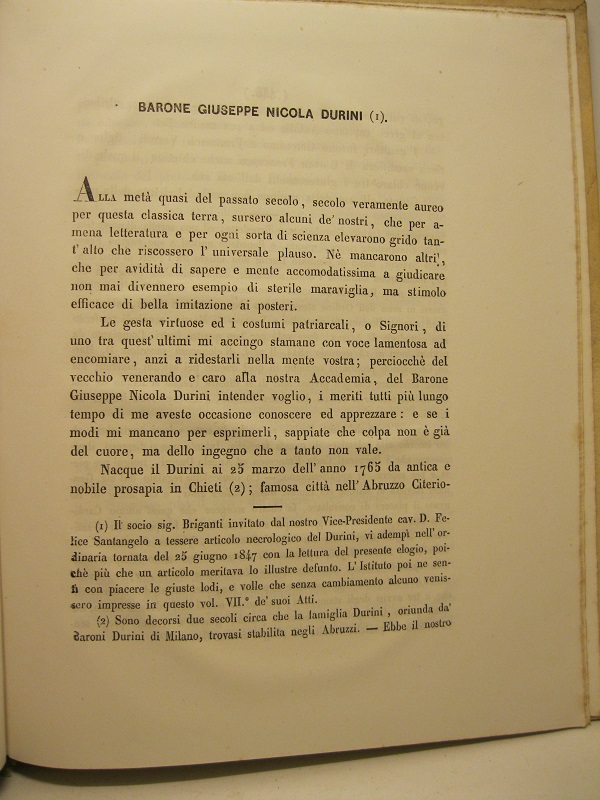 BARONE GIUSEPPE NICOLA DURINI (1).
ALLA metà quasi del passato secolo, secolo veramente aureo
per questa classica terra, sursero alcuni de' nostri, che per a-
mena letteratura e per ogni sorta di scienza elevarono grido tan-
t' alto che riscossero l' universale plauso. Nè mancarono altri,
che per avidità di sapere e mente accomodatissima a giudicare
non mai divennero esempio di sterile maraviglia, ma stimolo
efficace di bella imitazione ai posteri.
Le gesta virtuose ed i costumi patriarcali, o Signori, di
uno tra quest' ultimi mi accingo stamane con voce lamentosa ad
encomiare, anzi a ridestarli nella mente vostra; perciocchè del
vecchio venerando e caro alla nostra Accademia, del Barone
Giuseppe Nicola Durini intender voglio, i meriti tutti più lungo
tempo di me aveste occasione conoscere ed apprezzare: e se i
modi mi mancano per esprimerli, sappiate che colpa non è già
del cuore, ma dello ingegno che a tanto non vale.
Nacque il Durini ai 25 marzo dell' anno 1765 da antica e
nobile prosapia in Chieti (2); famosa città nell' Abruzzo Citerio-
(1) Il socio sig. Briganti invitato dal nostro Vice-Presidente cav. D. Fe-
lice Santangelo a tessere articolo necrologico del Durini, vi adempì nell' or-
dinaria tornata del 25 giugno 1847 con la lettura del presente elogio, poi-
chè più che un articolo meritava lo illustre defunto. L' Istituto poi ne sen-
tì con piacere le giuste lodi, e volle che senza cambiamento alcuno venis-
sero impresse in questo vol. VII.° de' suoi Atti.
(2) Sono decorsi due secoli circa che la famiglia Durini, oriunda da'
Baroni Durini di Milano, trovasi stabilita negli Abruzzi. — Ebbe il nostro